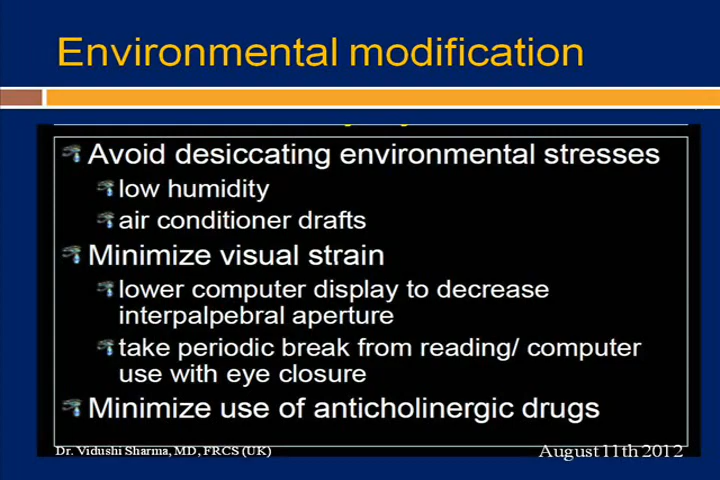 Environmental modification
Avoid desiccating environmental stresses
low humidity
air conditioner drafts
Minimize visual strain
lower computer display to decrease
interpalpebral aperture
take periodic break from reading/ computer
use with eye closure
Minimize use of anticholinergic drugs
Dr. Vidushi Sharma, MD, FRCS (UK)
August 11th 2012